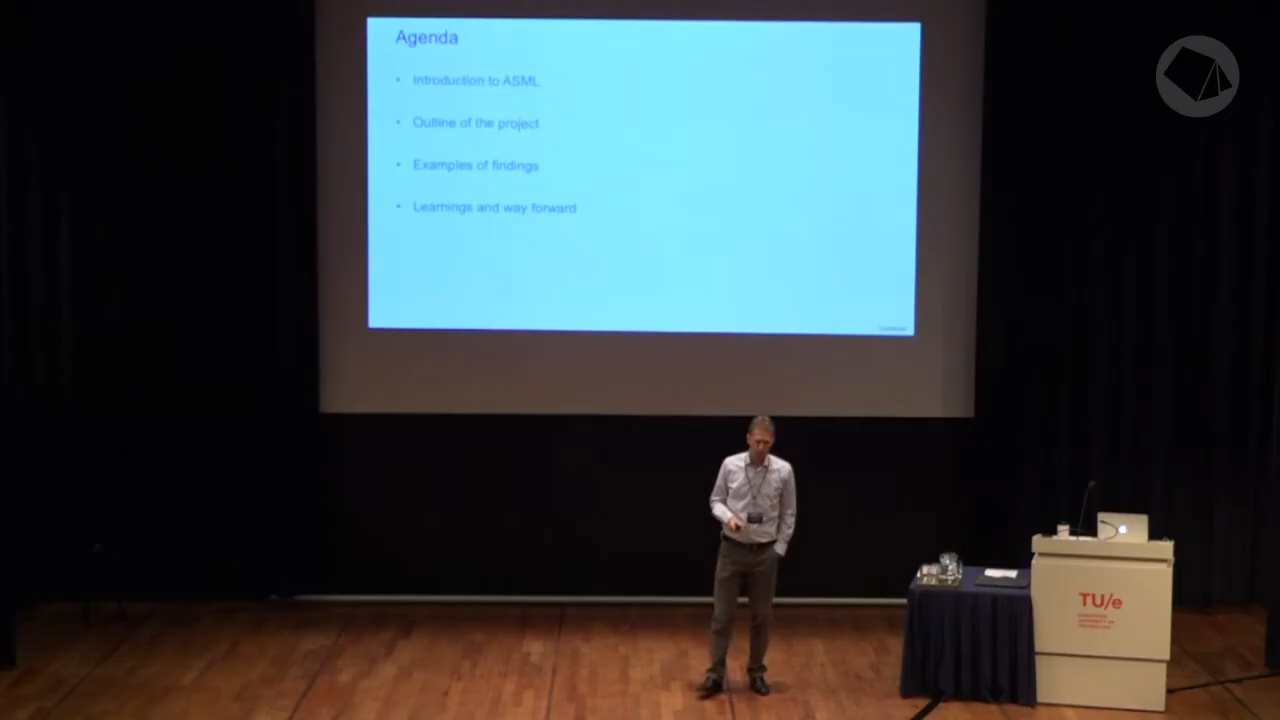 Agenda
• Introduction to ASML
• Outline of the project
• Examples of findings
• Learnings and way forward
TU/e